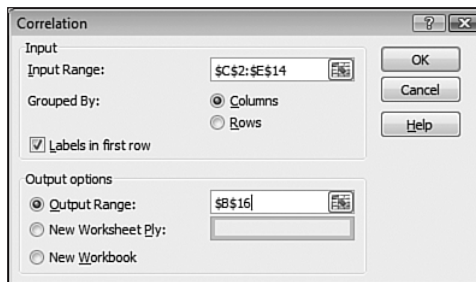 Correlation
Input
Input Range:
$C$2:$E$14
OK
Grouped By:
Columns
Cancel
Rows
Help
Labels in first row
Output options
Output Range:
$B$16
New Worksheet Ply:
New Workbook